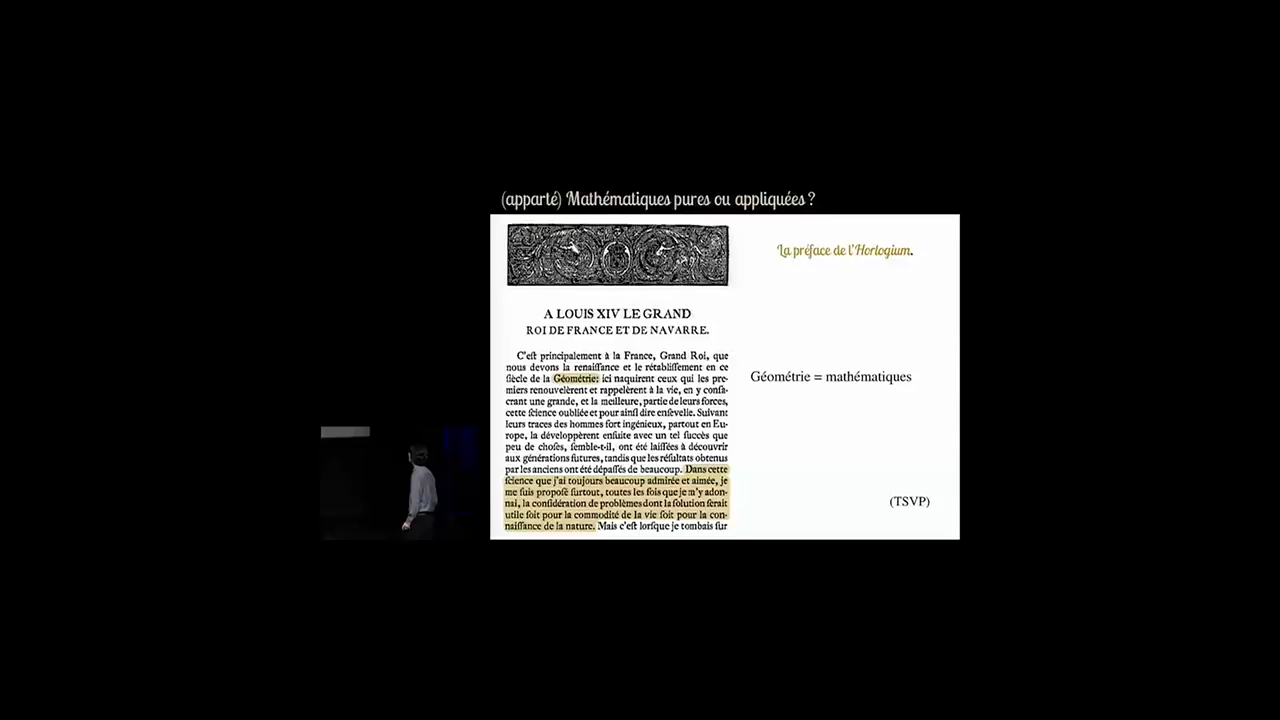 (apparté) Mathématiques pures ou appliquées ?
La préface de l'Horlogium.
A LOUIS XIV LE GRAND
ROI DE FRANCE ET DE NAVARRE.
C'eſt principalement à la France, Grand Roi, que
nous devons la renaiſſance et le rétabliſſement en ce
ſiècle de la Géométrie; ici naquirent ceux qui les pre-
miers renouvelèrent et rappelèrent à la vie, en y conſa-
crant une grande, et la meilleure, partie de leurs forces,
cette ſcience oubliée et pour ainſi dire enſevelie. Suivant
leurs traces des hommes fort ingénieux, partout en Eu-
rope, la développèrent enſuite avec un tel ſuccès que
peu de choſes, ſemble-t-il, ont été laiſſées à découvrir
aux générations futures, tandis que les réſultats obtenus
par les anciens ont été dépaſſés de beaucoup. Dans cette
ſcience que j'ai toujours beaucoup admirée et aimée, je
me ſuis propoſé ſurtout, toutes les fois que je m'y adon-
nai, la conſidération de problèmes dont la ſolution ſerait
utile ſoit pour la commodité de la vie ſoit pour la con-
naiſſance de la nature. Mais c'eſt lorſque je tombais ſur
Géométrie = mathématiques
(TSVP)